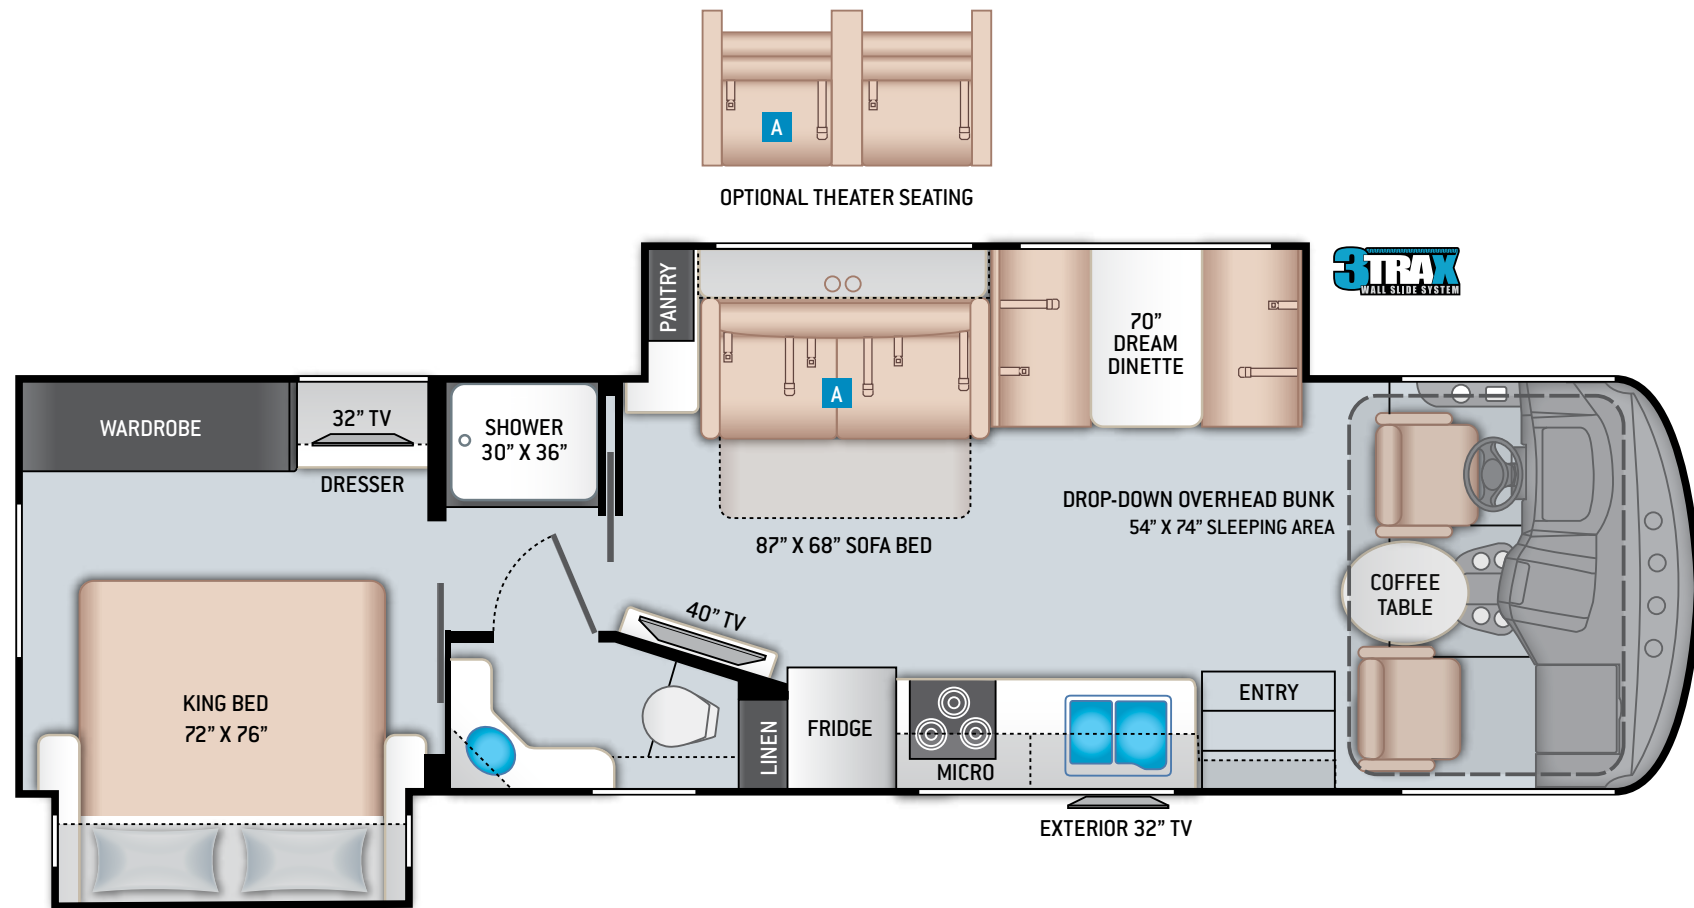 A
OPTIONAL THEATER SEATING
3TRAX
WALL SLIDE SYSTEM
PANTRY
A
70”
DREAM
DINETTE
WARDROBE
32” TV
DRESSER
SHOWER
30” X 36”
87” X 68” SOFA BED
DROP-DOWN OVERHEAD BUNK
54” X 74” SLEEPING AREA
COFFEE
TABLE
40” TV
KING BED
72” X 76”
LINEN
FRIDGE
MICRO
ENTRY
EXTERIOR 32” TV